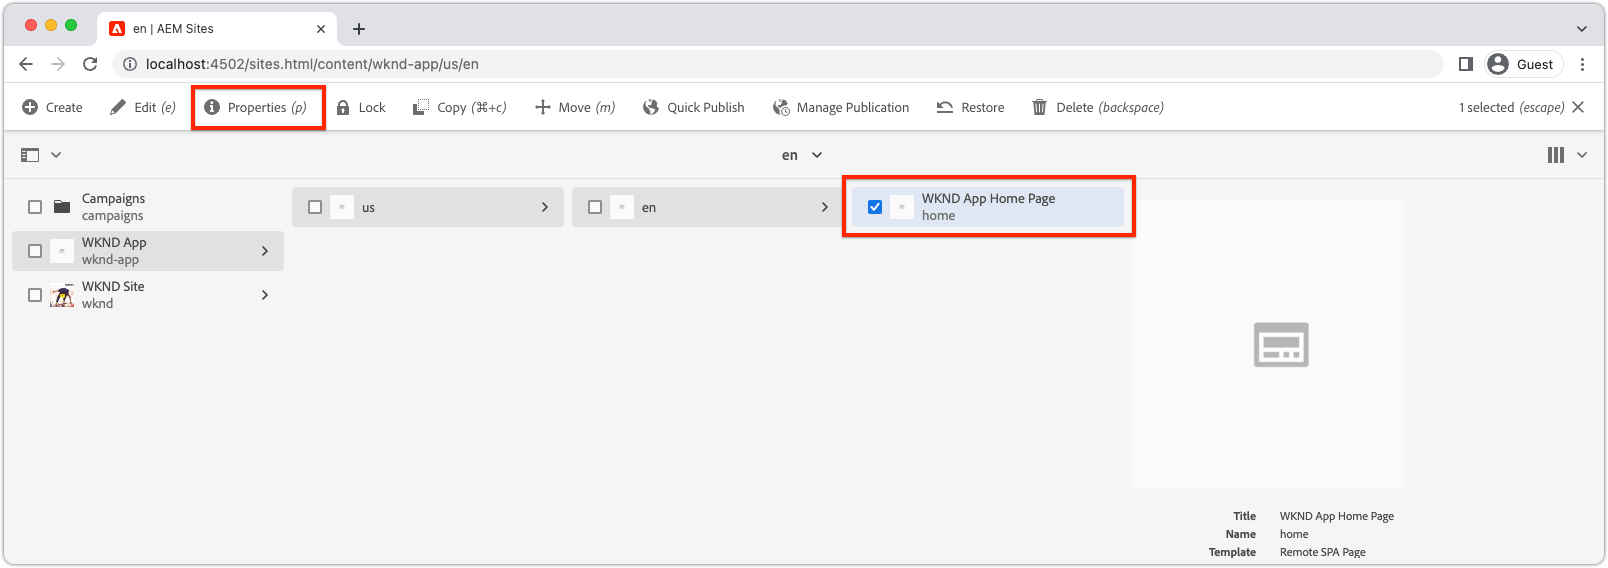 en | AEM Sites
localhost:4502/sites.html/content/wknd-app/us/en
Guest
Create
Edit (e)
Properties (p)
Lock
Copy (⌘+c)
Move (m)
Quick Publish
Manage Publication
Restore
Delete (backspace)
1 selected (escape)
en
Campaigns
campaigns
WKND App
wknd-app
WKND Site
wknd
us
en
WKND App Home Page
home
Title WKND App Home Page
Name home
Template Remote SPA Page